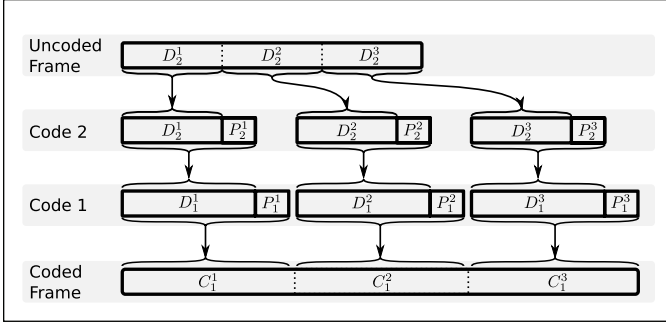 Uncoded
Frame
D_2^1 D_2^2 D_2^3
Code 2
D_2^1 P_2^1 D_2^2 P_2^2 D_2^3 P_2^3
Code 1
D_1^1 P_1^1 D_1^2 P_1^2 D_1^3 P_1^3
Coded
Frame
C_1^1 C_1^2 C_1^3